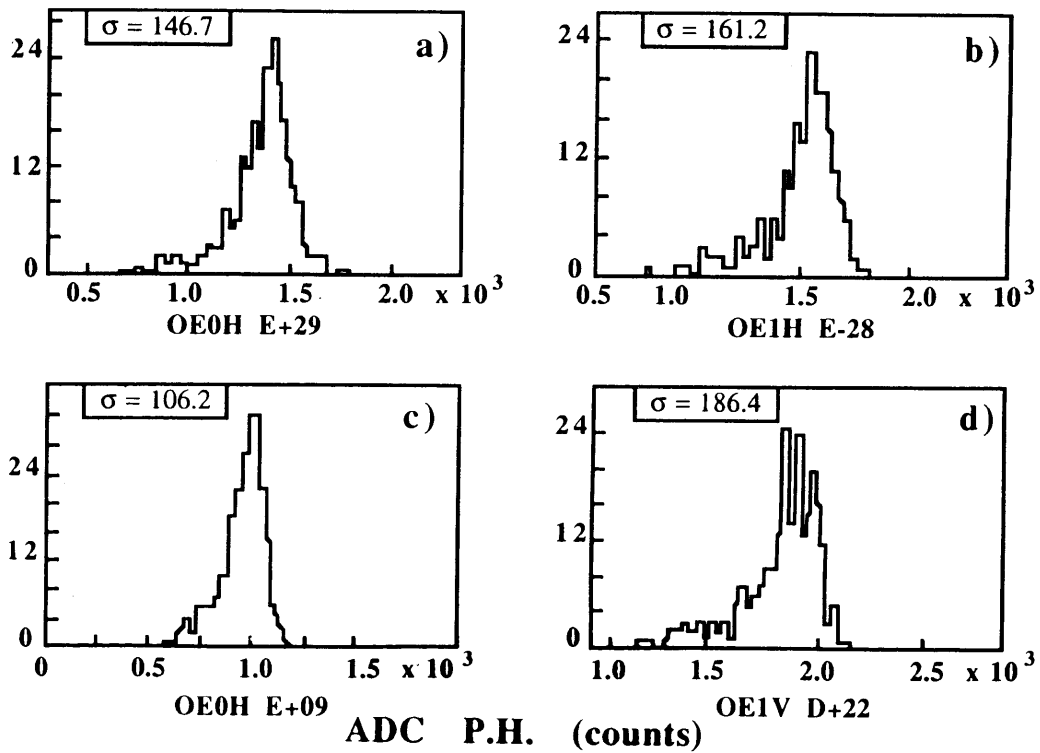 σ = 146.7
a)
24
12
0
0.5 1.0 1.5 2.0 x 10³
OE0H E+29
σ = 161.2
b)
24
12
0
0.5 1.0 1.5 2.0 x 10³
OE1H E-28
σ = 106.2
c)
24
12
0
0 0.5 1.0 1.5 x 10³
OE0H E+09
σ = 186.4
d)
24
12
0
1.0 1.5 2.0 2.5 x 10³
OE1V D+22
ADC P.H. (counts)